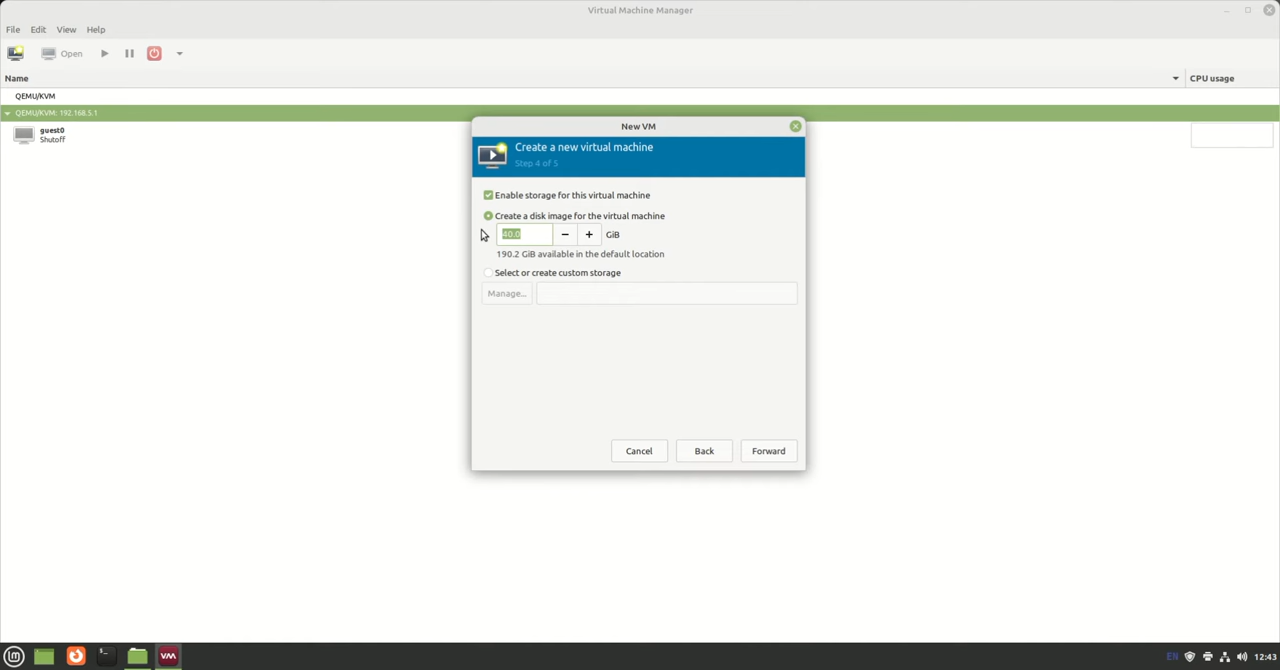 Virtual Machine Manager
File Edit View Help
Open
Name CPU usage
QEMU/KVM
QEMU/KVM: 192.168.5.1
guest0
Shutoff
New VM
Create a new virtual machine
Step 4 of 5
Enable storage for this virtual machine
Create a disk image for the virtual machine
40.0 − + GiB
190.2 GiB available in the default location
Select or create custom storage
Manage...
Cancel Back Forward
EN 12:43